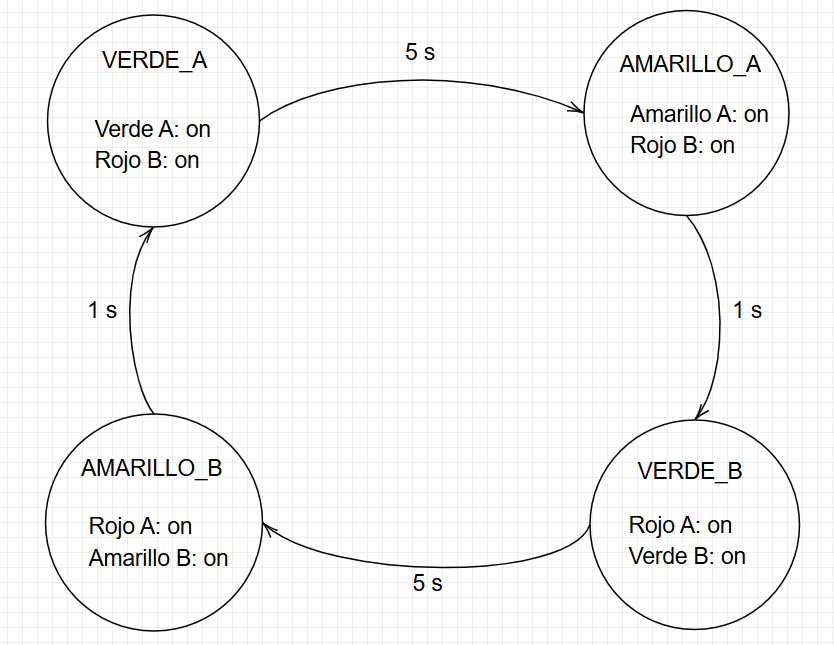 VERDE_A
Verde A: on
Rojo B: on
5 s
AMARILLO_A
Amarillo A: on
Rojo B: on
1 s
1 s
AMARILLO_B
Rojo A: on
Amarillo B: on
VERDE_B
Rojo A: on
Verde B: on
5 s